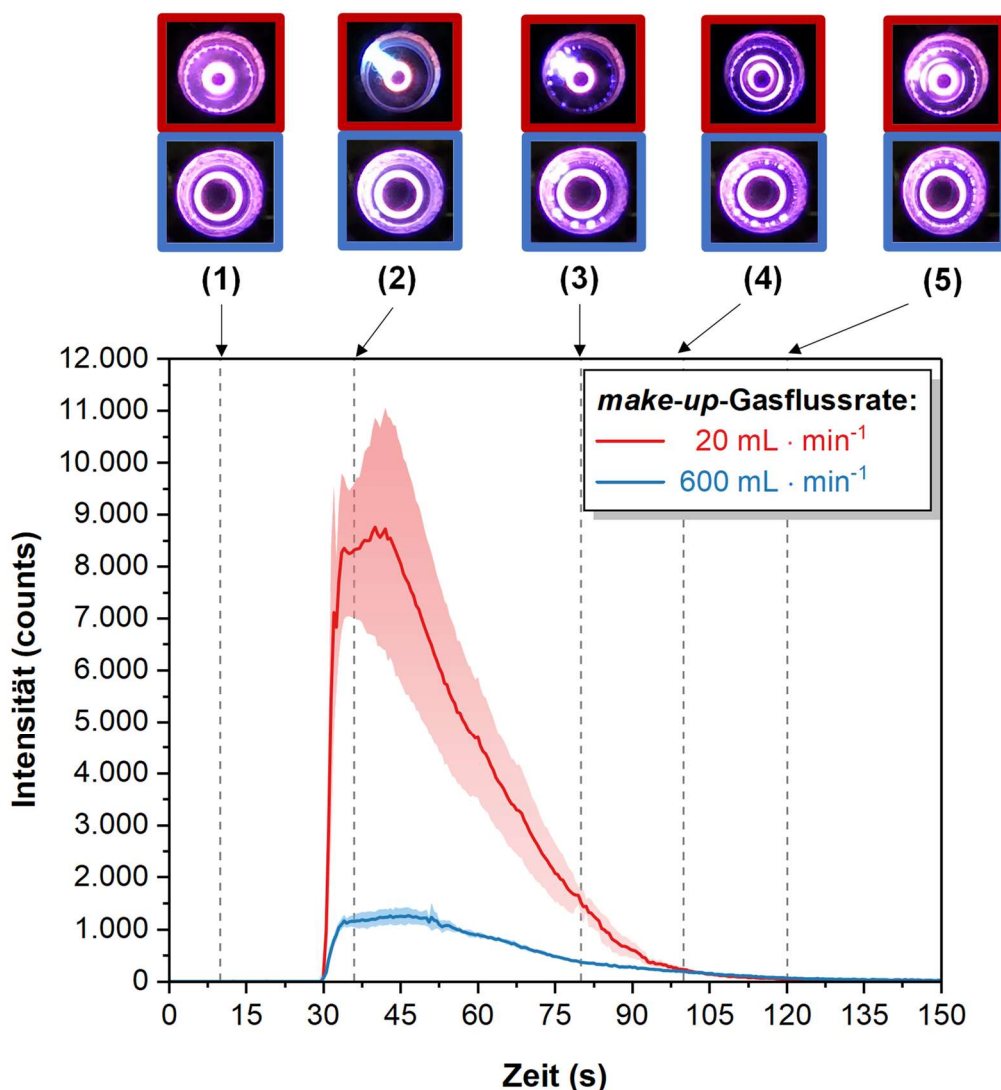 (1) (2) (3) (4) (5)
12.000
11.000
10.000
9.000
8.000
7.000
6.000
5.000
4.000
3.000
2.000
1.000
0
Intensität (counts)
make-up-Gasflussrate:
20 mL · min⁻¹
600 mL · min⁻¹
0 15 30 45 60 75 90 105 120 135 150
Zeit (s)